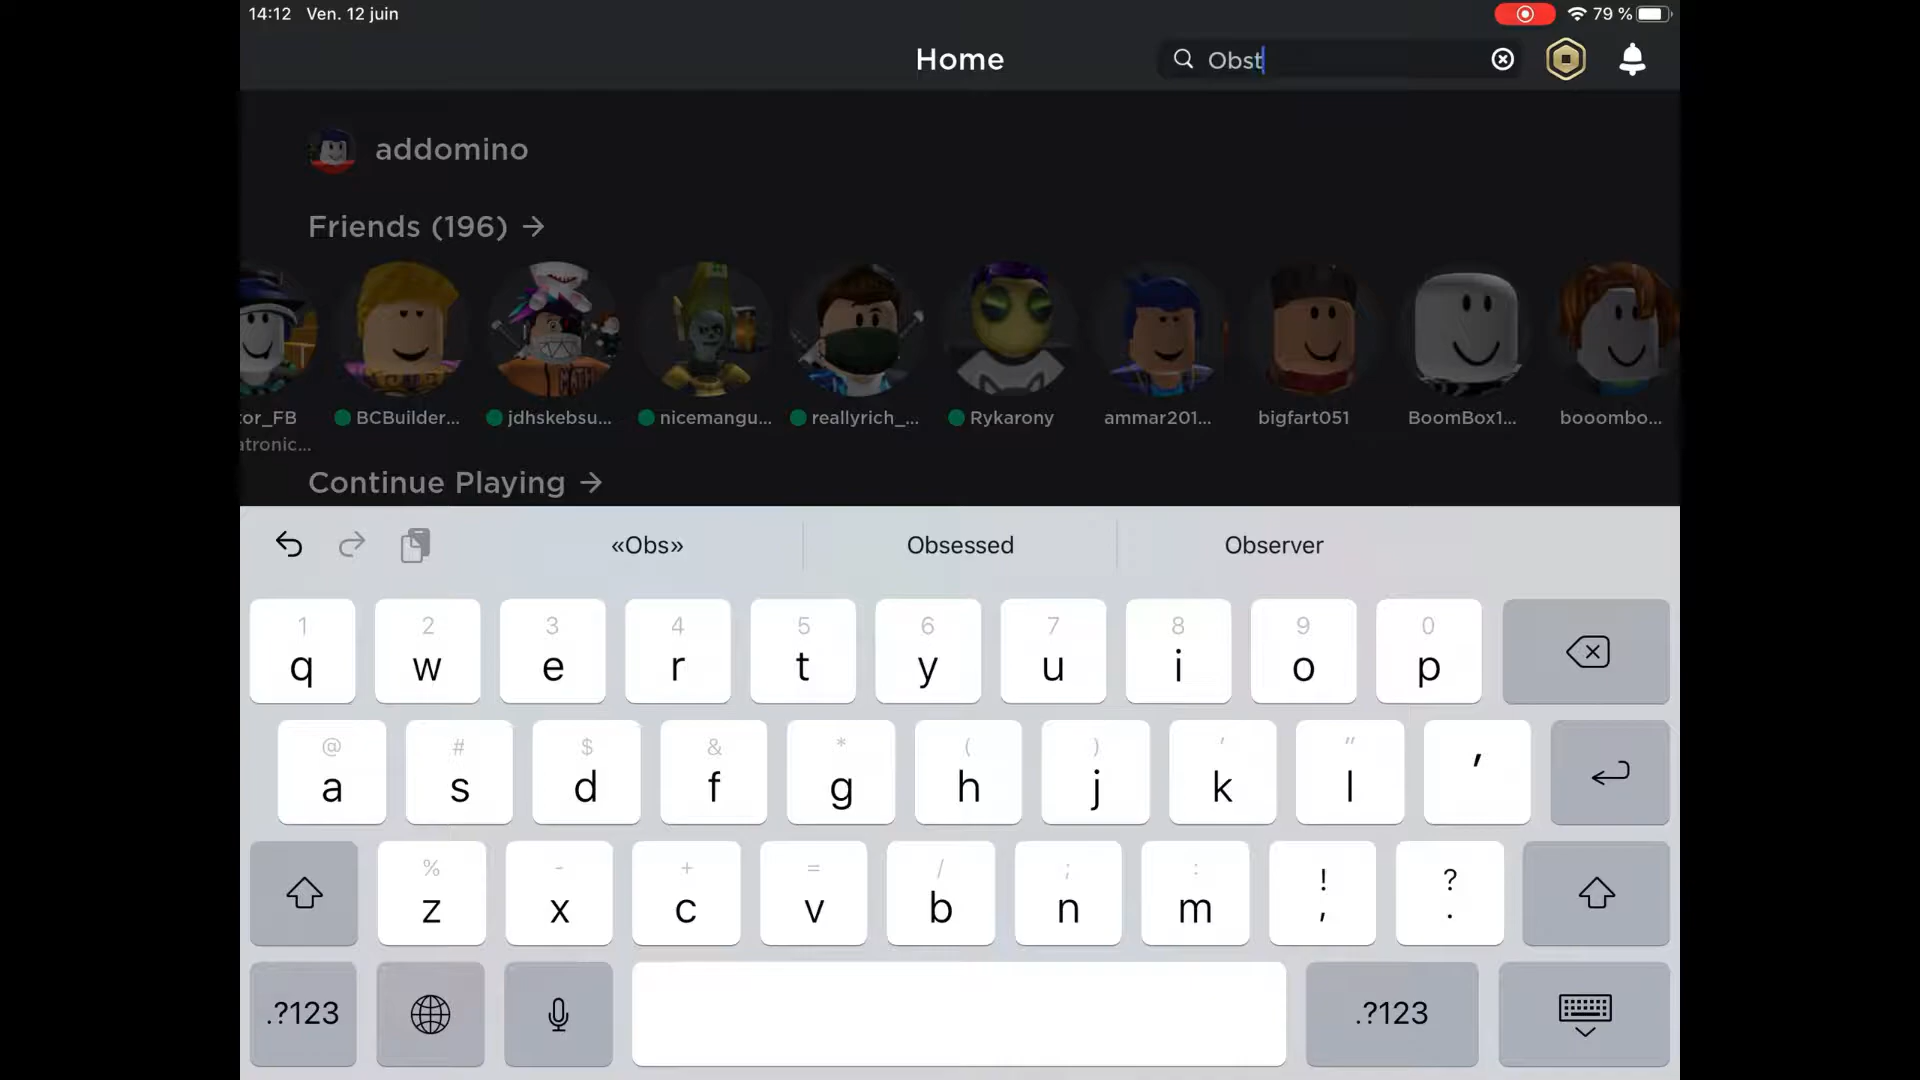 14:12 Ven. 12 juin 79 %
Home
Obst
addomino
Friends (196) →
tor_FB BCBuilder... jdhskebsu... nicemangu... reallyrich_... Rykarony ammar201... bigfart051 BoomBox1... booombo...
atronic...
Continue Playing →
«Obs» Obsessed Observer
1 2 3 4 5 6 7 8 9 0
q w e r t y u i o p
@ # $ & * ( ) ' "
a s d f g h j k l '
% - + = / ; : ! ?
z x c v b n m , .
.?123 .?123